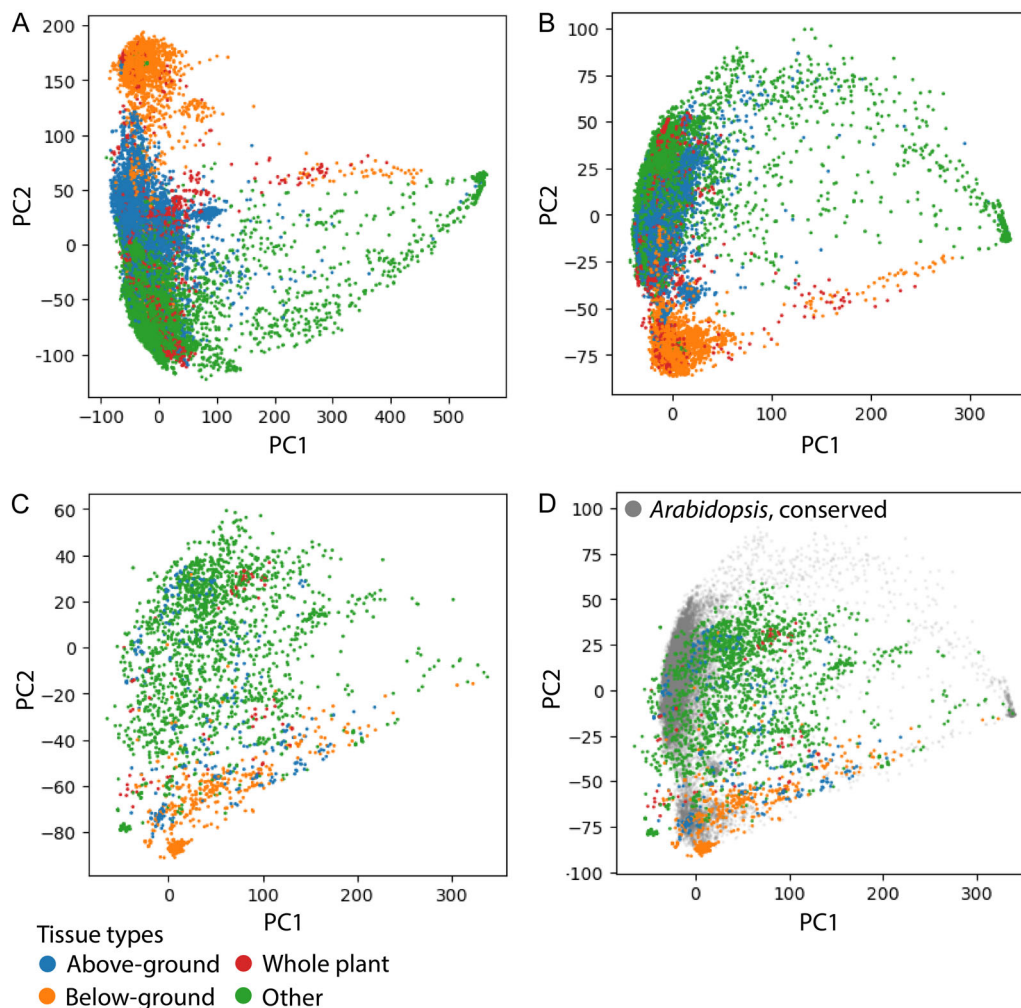 A
200
150
100
50
0
-50
-100
PC2
−100
0
100
200
300
400
500
PC1
B
100
75
50
25
0
−25
−50
−75
PC2
0
100
200
300
PC1
C
60
40
20
0
−20
−40
−60
−80
PC2
0
100
200
300
PC1
D
Arabidopsis, conserved
100
75
50
25
0
-25
-50
-75
-100
PC2
0
100
200
300
PC1
Tissue types
Above-ground
Whole plant
Below-ground
Other